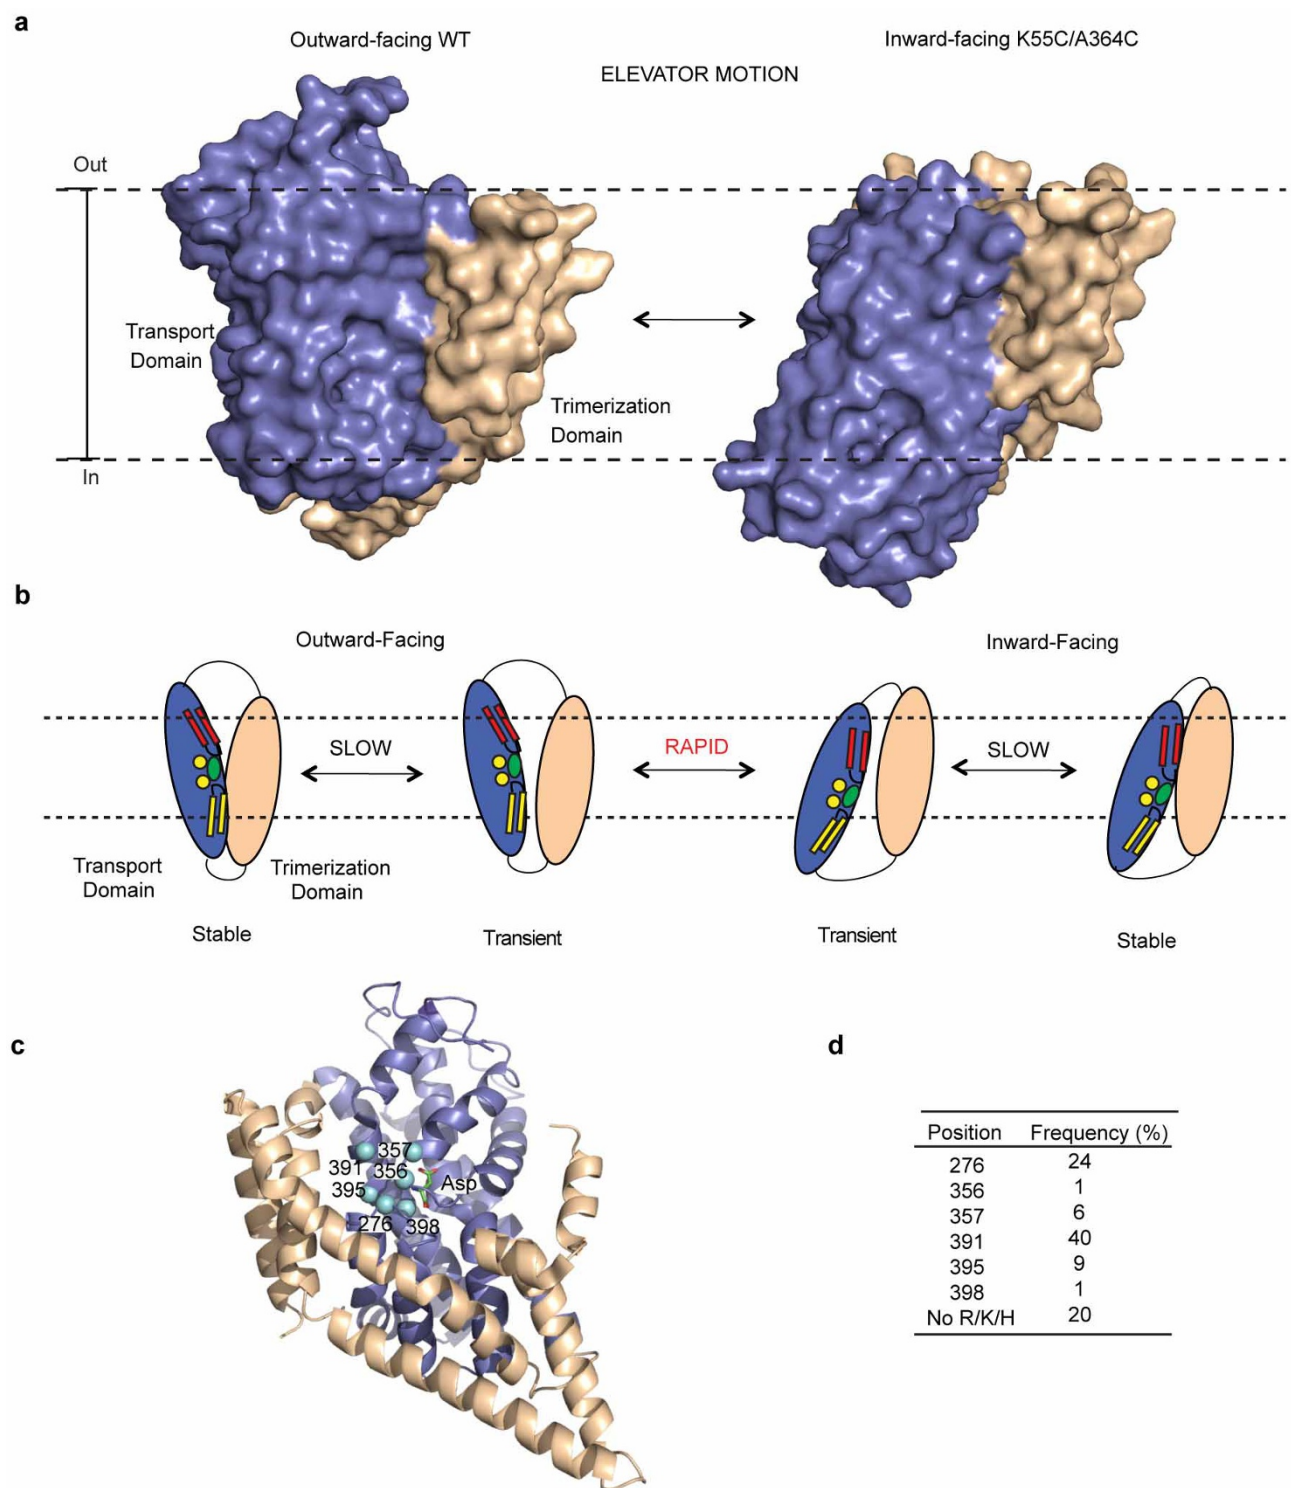 a
Outward-facing WT
Inward-facing K55C/A364C
ELEVATOR MOTION
Out
Transport
Domain
Trimerization
Domain
In
b
Outward-Facing
Inward-Facing
SLOW
RAPID
SLOW
Transport
Domain
Trimerization
Domain
Stable
Transient
Transient
Stable
c
357
391
356
Asp
395
276
398
d
Position Frequency (%)
276 24
356 1
357 6
391 40
395 9
398 1
No R/K/H 20